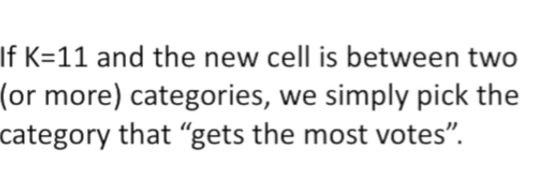 If K=11 and the new cell is between two
(or more) categories, we simply pick the
category that “gets the most votes”.